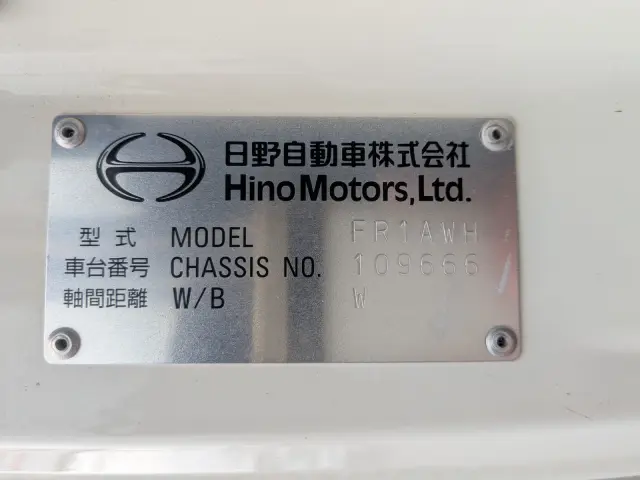 日野自動車株式会社
Hino Motors, Ltd.
型式 MODEL FR1AWH
車台番号 CHASSIS NO. 109666
軸間距離 W/B W